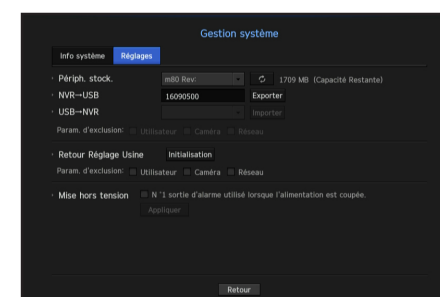 Gestion système
Info système Réglages
Périph. stock. m80 Rev: 1709 MB (Capacité Restante)
NVR→USB 16090500 Exporter
USB→NVR Importer
Param. d'exclusion: Utilisateur Caméra Réseau
Retour Réglage Usine Initialisation
Param. d'exclusion: Utilisateur Caméra Réseau
Mise hors tension N °1 sortie d'alarme utilisé lorsque l'alimentation est coupée.
Appliquer
Retour